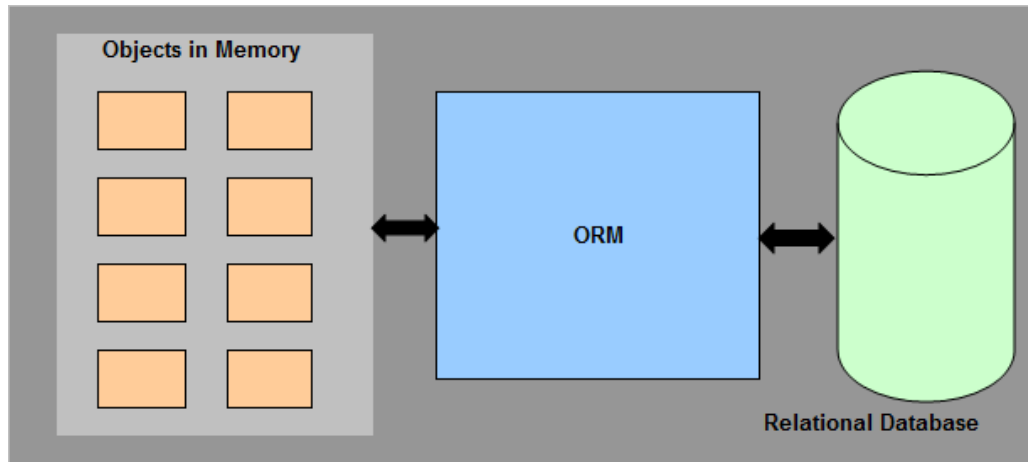 Objects in Memory
ORM
Relational Database